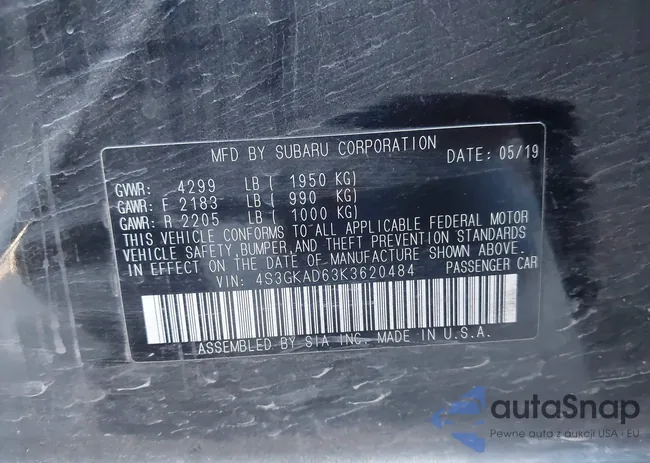 MFD BY SUBARU CORPORATION DATE: 05/19
GVWR: 4299 LB ( 1950 KG)
GAWR: F 2183 LB ( 990 KG)
GAWR: R 2205 LB ( 1000 KG)
THIS VEHICLE CONFORMS TO ALL APPLICABLE FEDERAL MOTOR
VEHICLE SAFETY,BUMPER,AND THEFT PREVENTION STANDARDS
IN EFFECT ON THE DATE OF MANUFACTURE SHOWN ABOVE.
VIN: 4S3GKAD63K3620484 PASSENGER CAR
ASSEMBLED BY SIA INC. MADE IN U.S.A.
autaSnap
Pewne auta z aukcji USA i EU